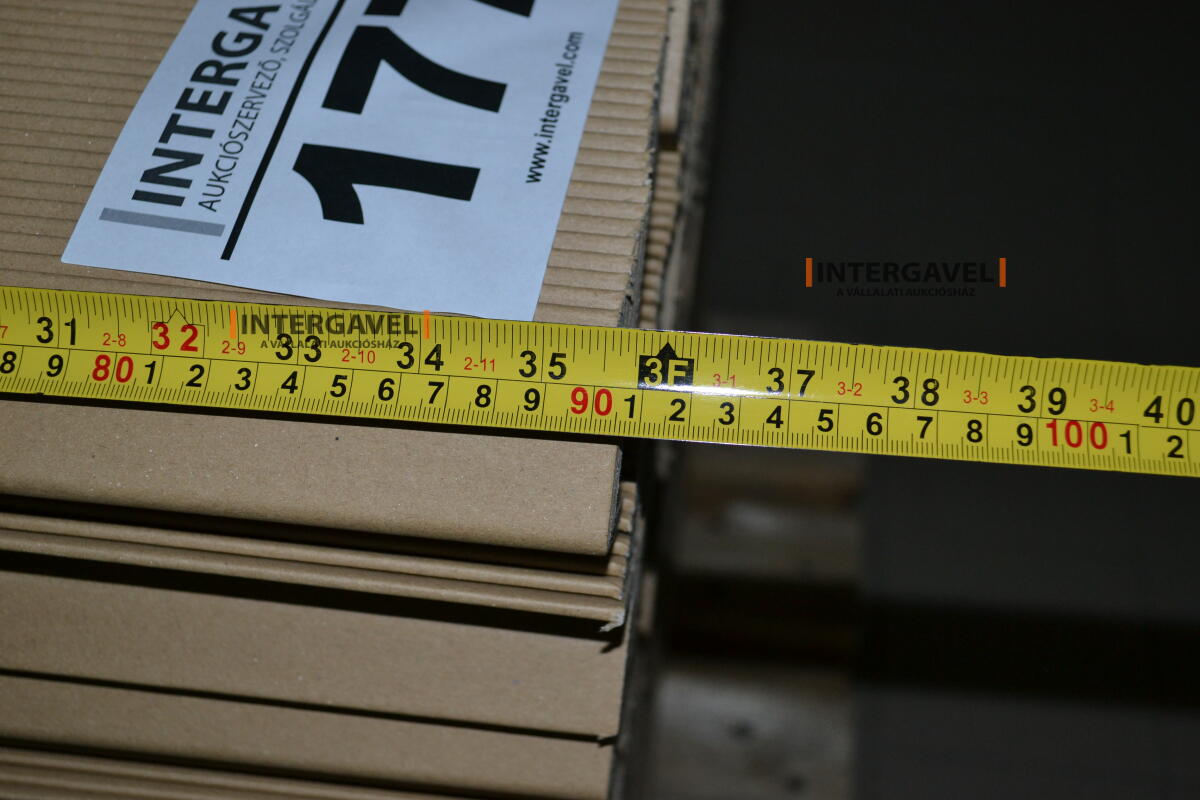 INTERGA
AUKCIÓSZERVEZŐ, SZOLGÁL
177
www.intergavel.com
INTERGAVEL
A VÁLLALATI AUKCIÓSHÁZ
INTERGAVEL
A VÁLLALATI AUKCIÓSHÁZ
31 2-8 32 2-9 33 2-10 34 2-11 35 3F 3-1 37 3-2 38 3-3 39 3-4 40
8 9 80 1 2 3 4 5 6 7 8 9 90 1 2 3 4 5 6 7 8 9 100 1 2